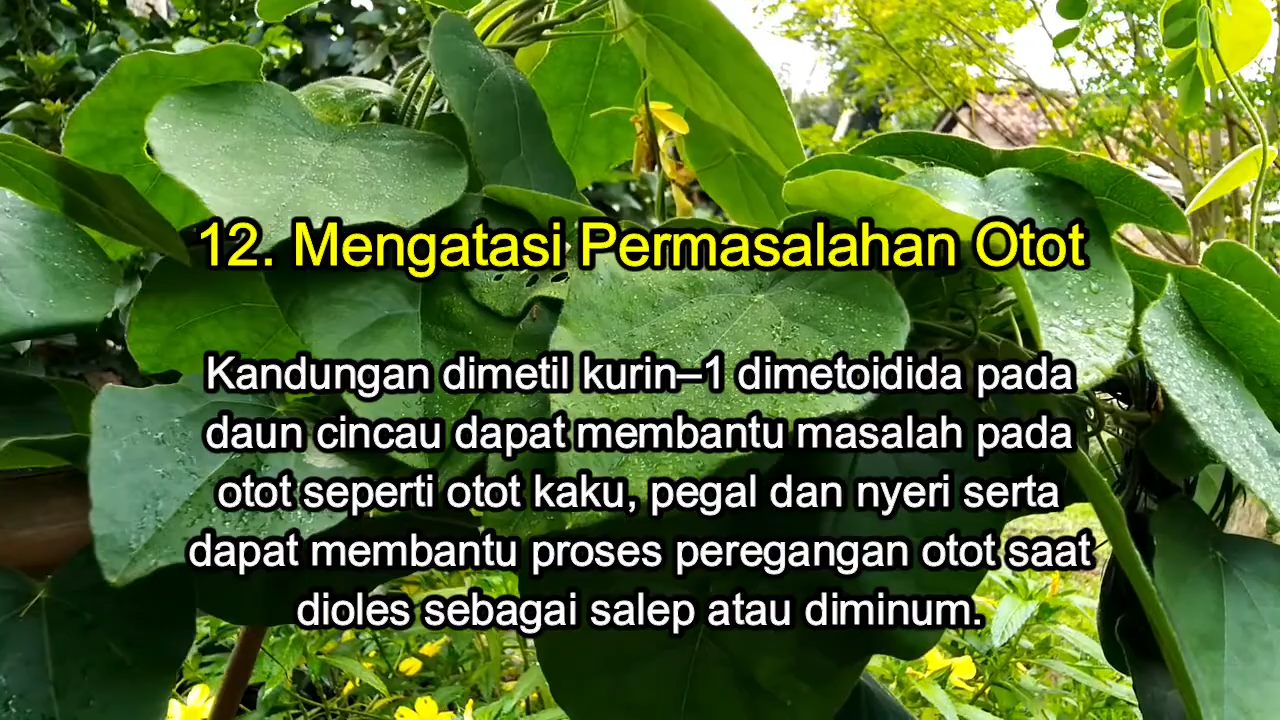 12. Mengatasi Permasalahan Otot
Kandungan dimetil kurin–1 dimetoidida pada
daun cincau dapat membantu masalah pada
otot seperti otot kaku, pegal dan nyeri serta
dapat membantu proses peregangan otot saat
dioles sebagai salep atau diminum.